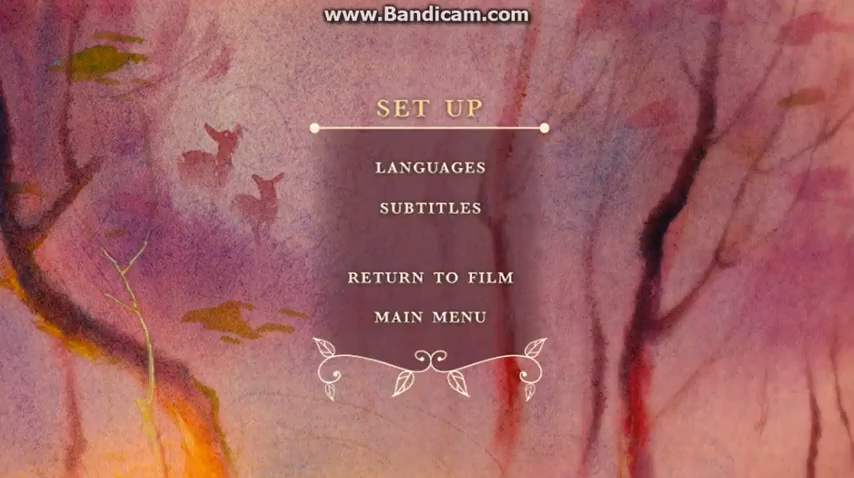 www.Bandicam.com
SET UP
LANGUAGES
SUBTITLES
RETURN TO FILM
MAIN MENU